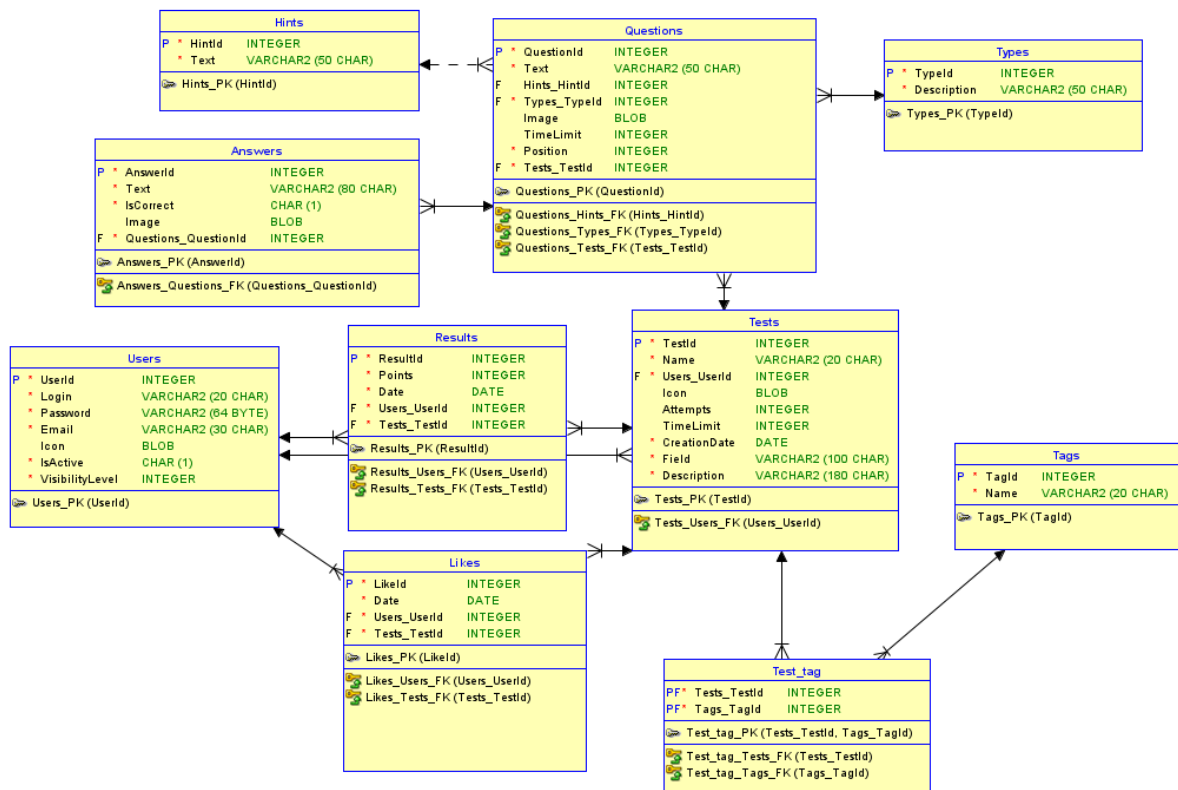 Hints
P * HintId INTEGER
* Text VARCHAR2 (50 CHAR)
Hints_PK (HintId)
Questions
P * QuestionId INTEGER
* Text VARCHAR2 (50 CHAR)
F Hints_HintId INTEGER
F * Types_TypeId INTEGER
Image BLOB
TimeLimit INTEGER
* Position INTEGER
F * Tests_TestId INTEGER
Questions_PK (QuestionId)
Questions_Hints_FK (Hints_HintId)
Questions_Types_FK (Types_TypeId)
Questions_Tests_FK (Tests_TestId)
Types
P * TypeId INTEGER
* Description VARCHAR2 (50 CHAR)
Types_PK (TypeId)
Answers
P * AnswerId INTEGER
* Text VARCHAR2 (80 CHAR)
* IsCorrect CHAR (1)
Image BLOB
F * Questions_QuestionId INTEGER
Answers_PK (AnswerId)
Answers_Questions_FK (Questions_QuestionId)
Users
P * UserId INTEGER
* Login VARCHAR2 (20 CHAR)
* Password VARCHAR2 (64 BYTE)
* Email VARCHAR2 (30 CHAR)
Icon BLOB
* IsActive CHAR (1)
* VisibilityLevel INTEGER
Users_PK (UserId)
Results
P * ResultId INTEGER
* Points INTEGER
* Date DATE
F * Users_UserId INTEGER
F * Tests_TestId INTEGER
Results_PK (ResultId)
Results_Users_FK (Users_UserId)
Results_Tests_FK (Tests_TestId)
Tests
P * TestId INTEGER
* Name VARCHAR2 (20 CHAR)
F * Users_UserId INTEGER
Icon BLOB
Attempts INTEGER
TimeLimit INTEGER
* CreationDate DATE
* Field VARCHAR2 (100 CHAR)
* Description VARCHAR2 (180 CHAR)
Tests_PK (TestId)
Tests_Users_FK (Users_UserId)
Tags
P * TagId INTEGER
* Name VARCHAR2 (20 CHAR)
Tags_PK (TagId)
Likes
P * LikeId INTEGER
* Date DATE
F * Users_UserId INTEGER
F * Tests_TestId INTEGER
Likes_PK (LikeId)
Likes_Users_FK (Users_UserId)
Likes_Tests_FK (Tests_TestId)
Test_tag
PF* Tests_TestId INTEGER
PF* Tags_TagId INTEGER
Test_tag_PK (Tests_TestId, Tags_TagId)
Test_tag_Tests_FK (Tests_TestId)
Test_tag_Tags_FK (Tags_TagId)